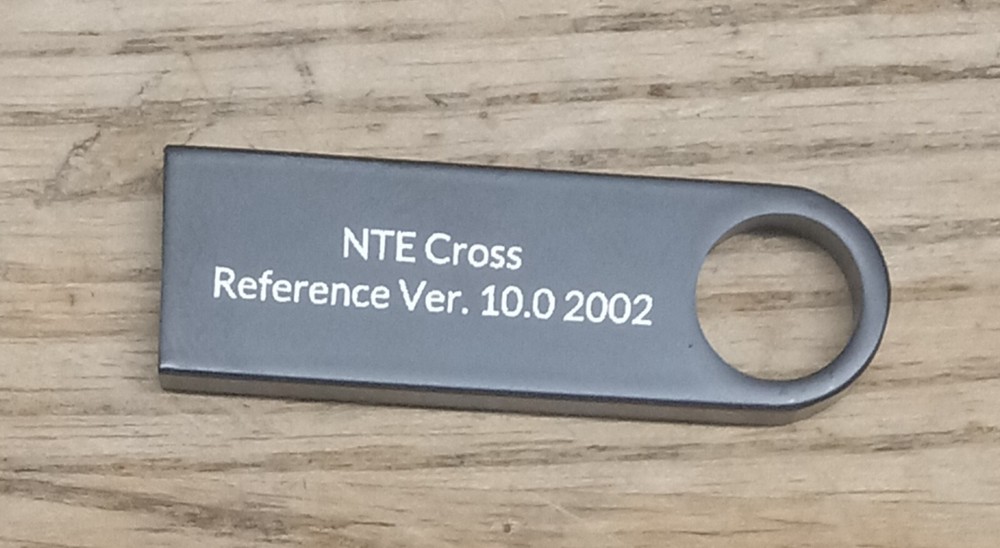 NTE Cross
Reference Ver. 10.0 2002